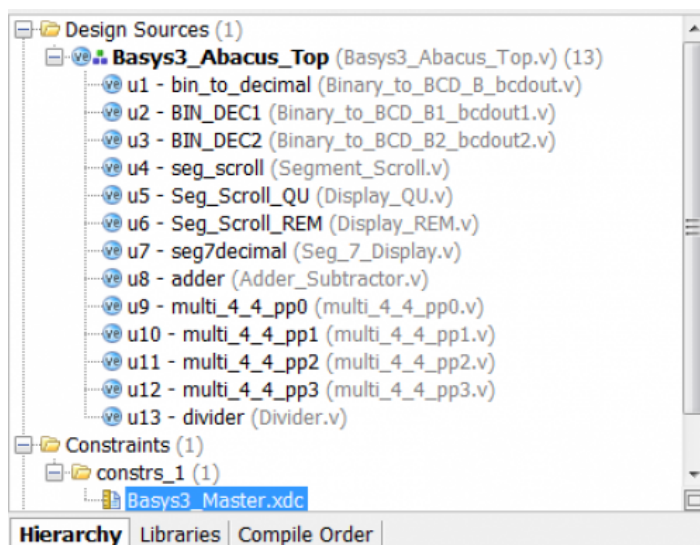 Design Sources (1)
Basys3_Abacus_Top (Basys3_Abacus_Top.v) (13)
u1 - bin_to_decimal (Binary_to_BCD_B_bcdout.v)
u2 - BIN_DEC1 (Binary_to_BCD_B1_bcdout1.v)
u3 - BIN_DEC2 (Binary_to_BCD_B2_bcdout2.v)
u4 - seg_scroll (Segment_Scroll.v)
u5 - Seg_Scroll_QU (Display_QU.v)
u6 - Seg_Scroll_REM (Display_REM.v)
u7 - seg7decimal (Seg_7_Display.v)
u8 - adder (Adder_Subtractor.v)
u9 - multi_4_4_pp0 (multi_4_4_pp0.v)
u10 - multi_4_4_pp1 (multi_4_4_pp1.v)
u11 - multi_4_4_pp2 (multi_4_4_pp2.v)
u12 - multi_4_4_pp3 (multi_4_4_pp3.v)
u13 - divider (Divider.v)
Constraints (1)
constrs_1 (1)
Basys3_Master.xdc
Hierarchy Libraries Compile Order